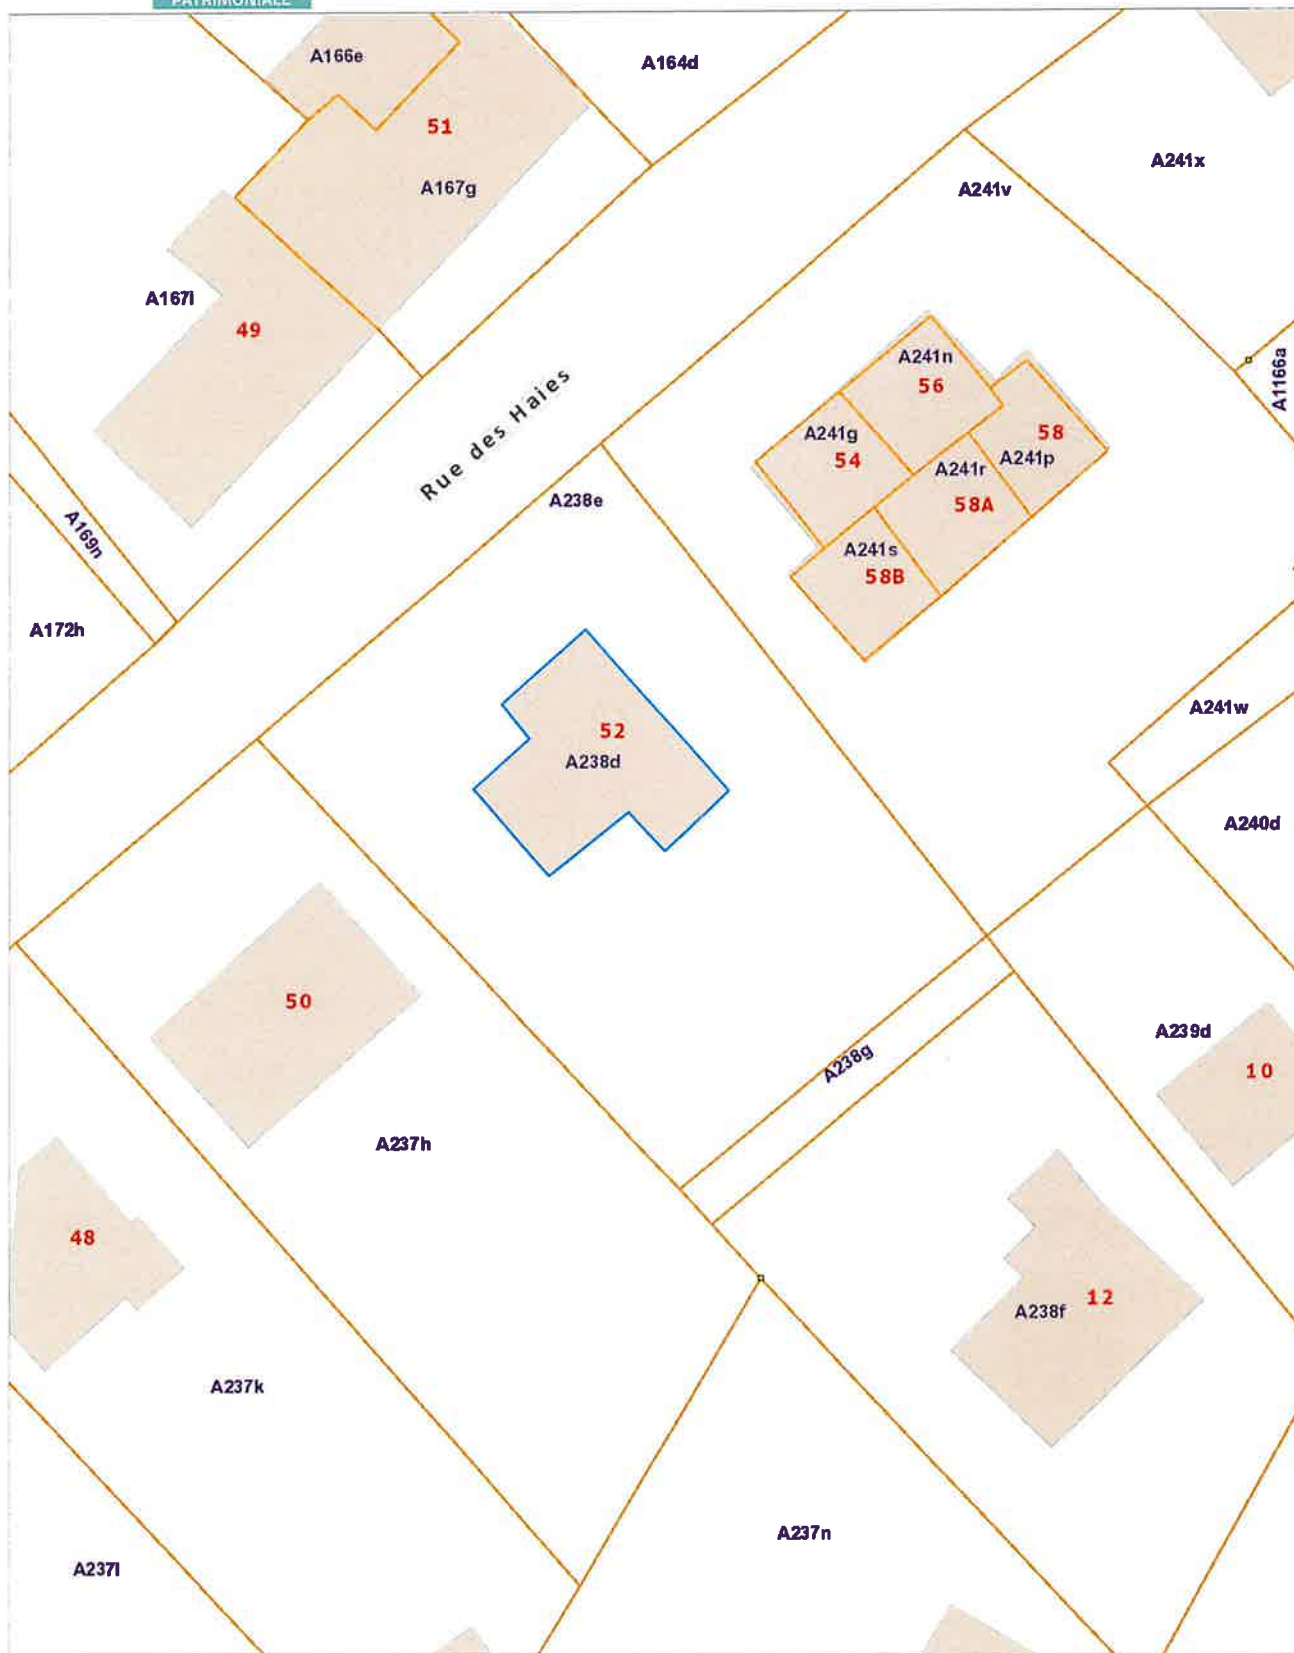 PATRIMONIALE
A166e
A164d
51
A167g
A241x
A241v
A167l
49
A241n
56
A1166a
Rue des Haies
A241g
54
58
A241p
A241r
58A
A238e
A169n
A241s
58B
A172h
A241w
52
A238d
A240d
50
A239d
A238g
10
A237h
48
12
A238f
A237k
A237n
A237l